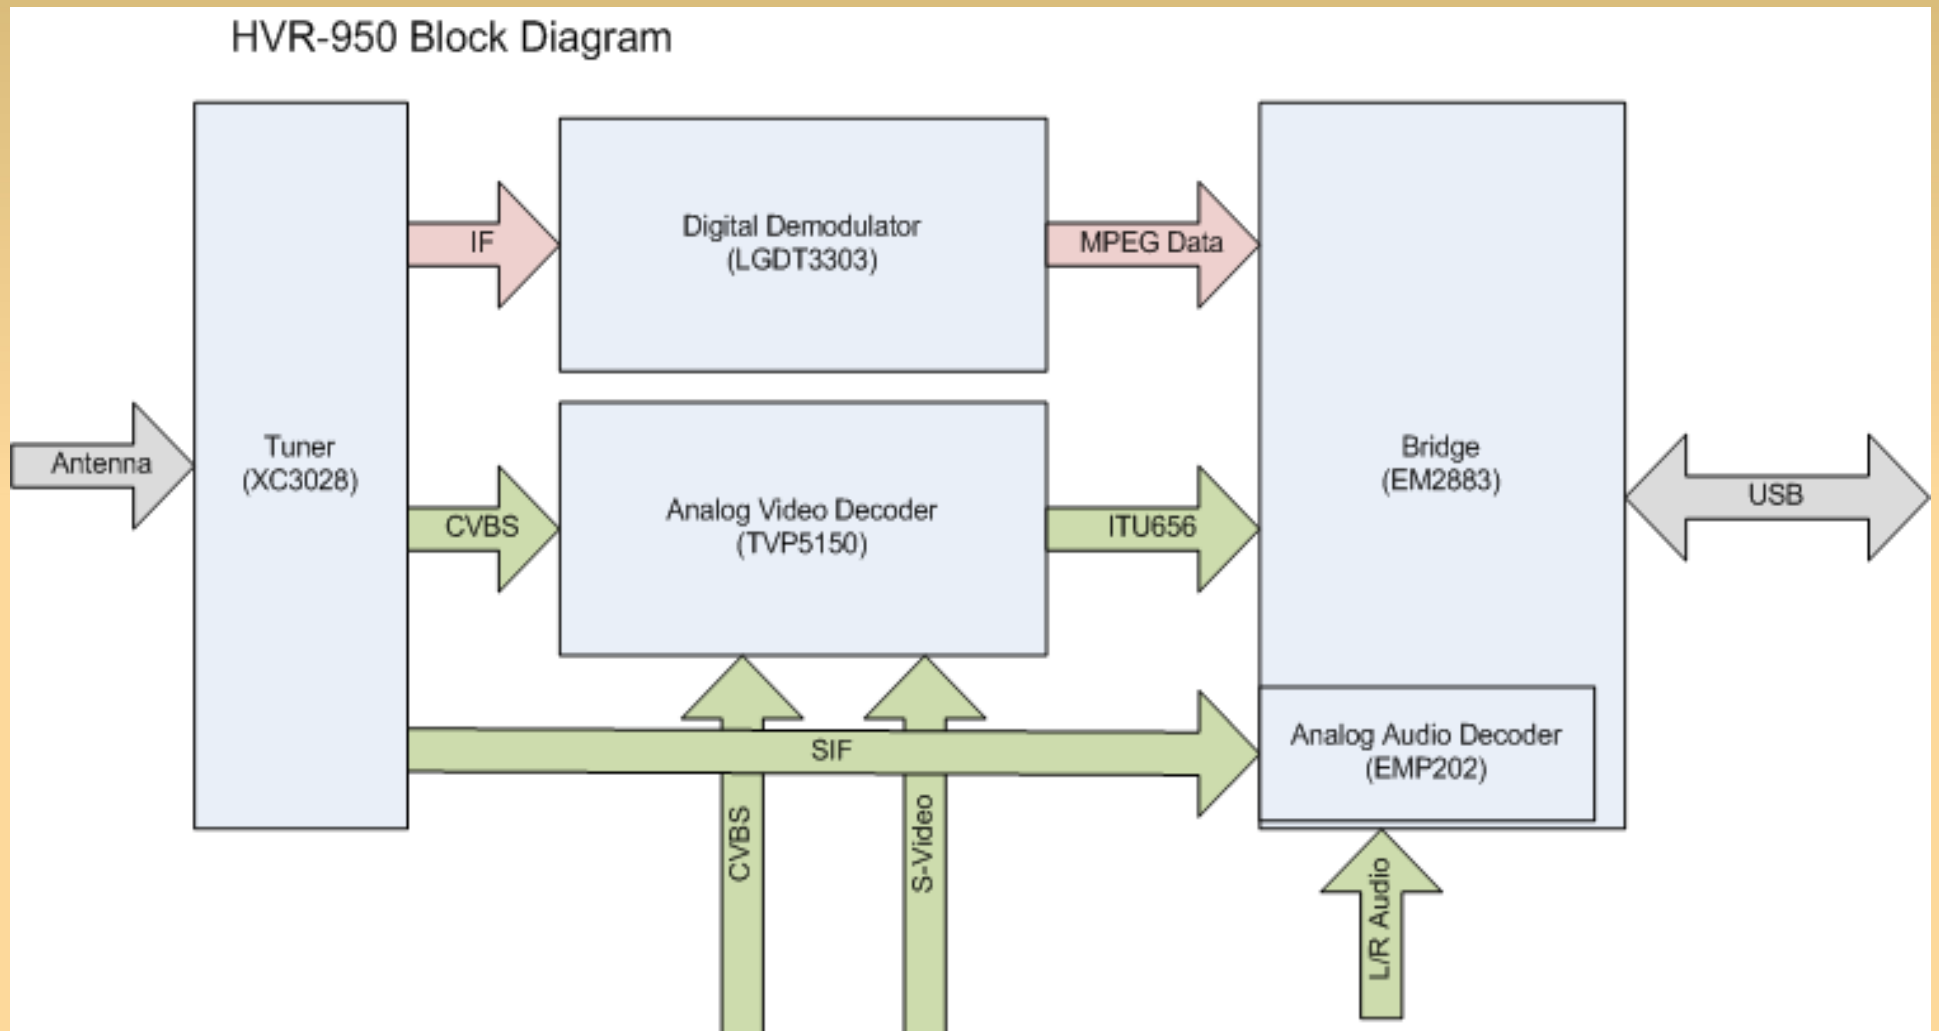 HVR-950 Block Diagram
IF
Digital Demodulator
(LGDT3303)
MPEG Data
Antenna
Tuner
(XC3028)
CVBS
Analog Video Decoder
(TVP5150)
ITU656
Bridge
(EM2883)
USB
SIF
Analog Audio Decoder
(EMP202)
CVBS
S-Video
L/R Audio